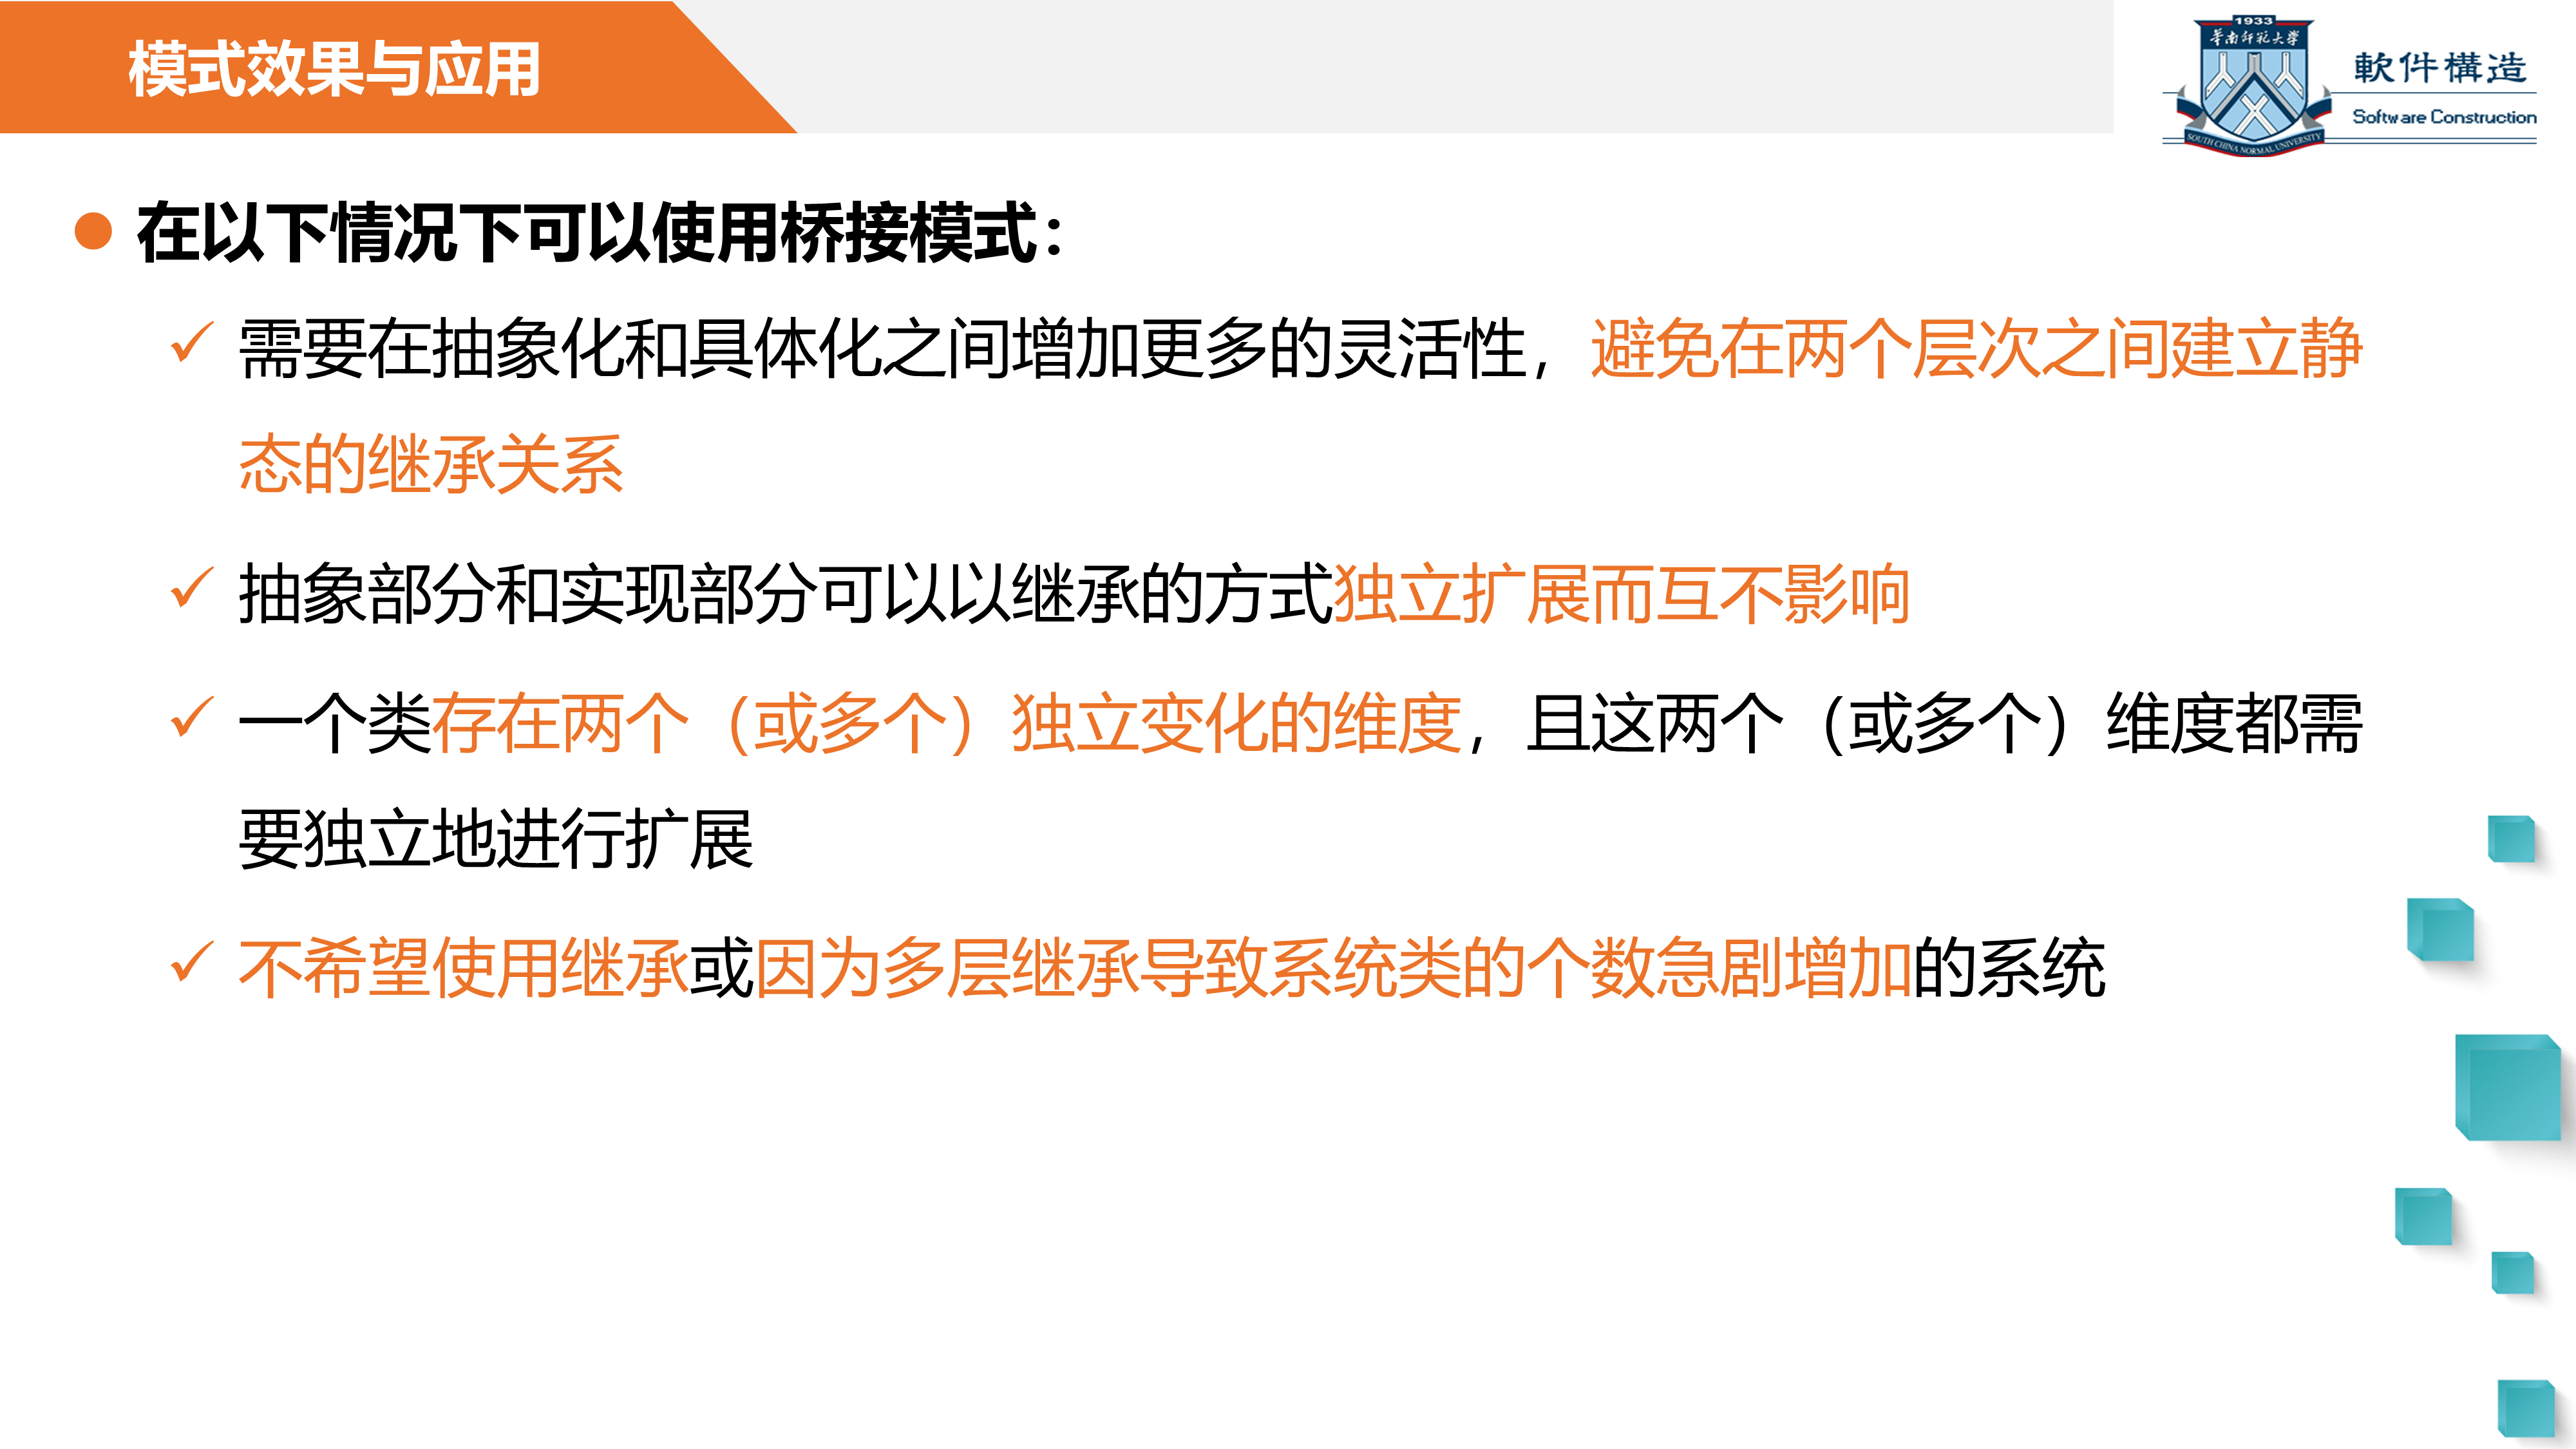 模式效果与应用
1933
华南师范大学
軟件構造
Software Construction
SOUTH CHINA NORMAL UNIVERSITY
在以下情况下可以使用桥接模式：
需要在抽象化和具体化之间增加更多的灵活性，避免在两个层次之间建立静
态的继承关系
抽象部分和实现部分可以以继承的方式独立扩展而互不影响
一个类存在两个（或多个）独立变化的维度，且这两个（或多个）维度都需
要独立地进行扩展
不希望使用继承或因为多层继承导致系统类的个数急剧增加的系统